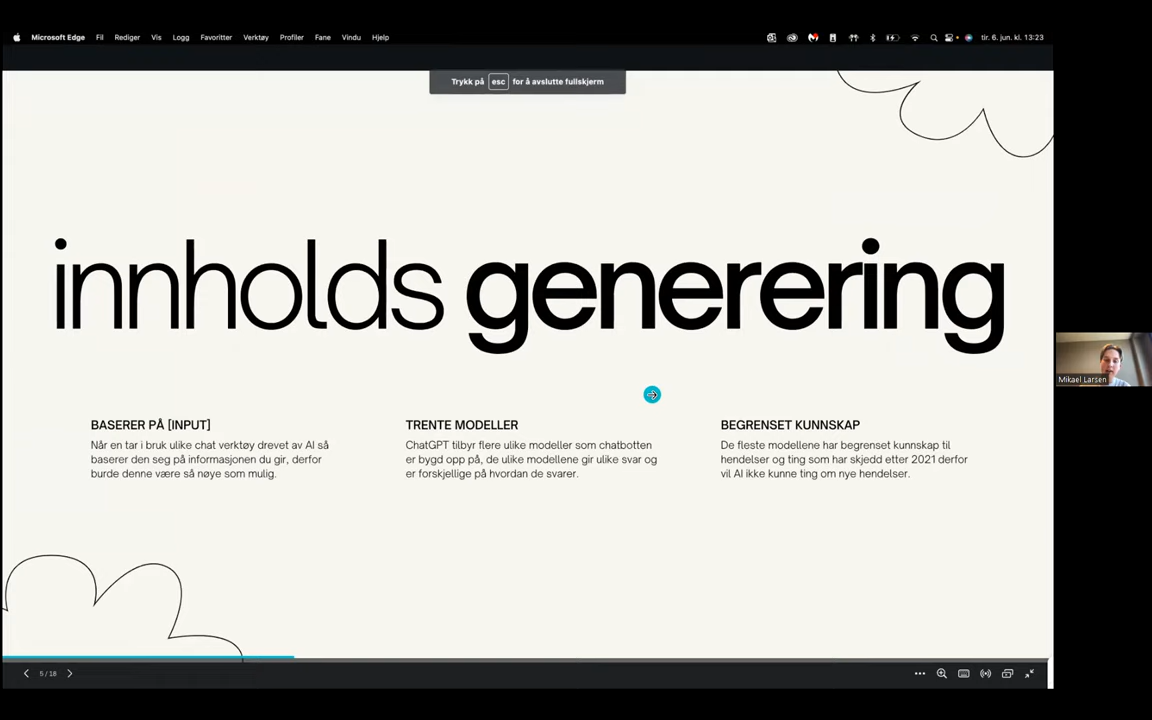 Microsoft Edge Fil Rediger Vis Logg Favoritter Verktøy Profiler Fane Vindu Hjelp tir. 6. jun. kl. 13:23
Trykk på esc for å avslutte fullskjerm
innholds generering
BASERER PÅ [INPUT]
Når en tar i bruk ulike chat verktøy drevet av AI så
baserer den seg på informasjonen du gir, derfor
burde denne være så nøye som mulig.
TRENTE MODELLER
ChatGPT tilbyr flere ulike modeller som chatbotten
er bygd opp på, de ulike modellene gir ulike svar og
er forskjellige på hvordan de svarer.
BEGRENSET KUNNSKAP
De fleste modellene har begrenset kunnskap til
hendelser og ting som har skjedd etter 2021 derfor
vil AI ikke kunne ting om nye hendelser.
Mikael Larsen
5 / 18